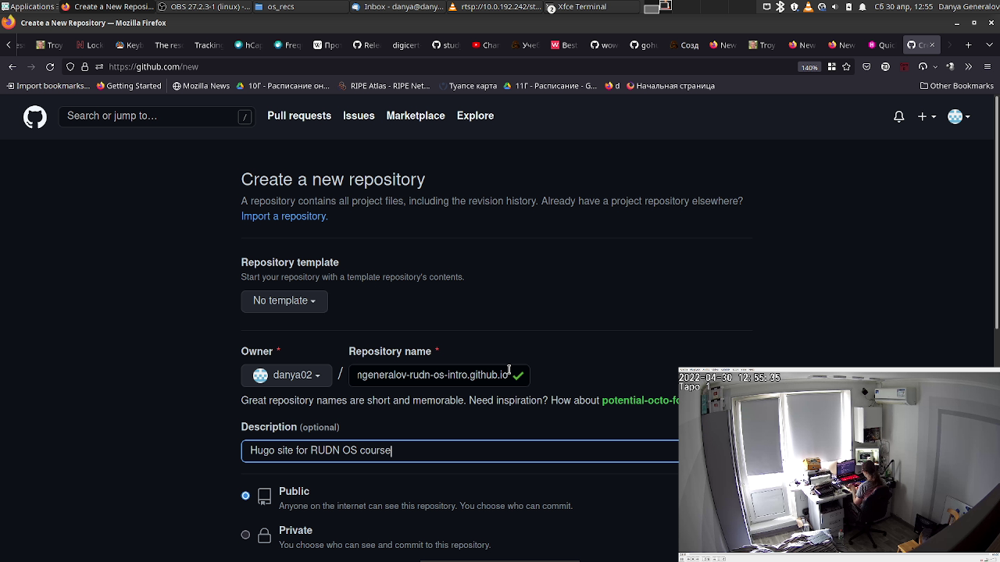 Applications
Create a New Reposi...
OBS 27.2.3-1 (linux) -...
os_recs
Inbox - danya@dany...
rtsp://10.0.192.242/st...
2
Xfce Terminal
30 апр, 12:55
Danya Generalov
Create a New Repository — Mozilla Firefox
Troy
Lock
Keyb
The resu
Tracking
hCap
Freq
Про
Relea
digicert
stud
Char
Учеб
Best
wow
gohu
Созд
New
Troy
New
New
Quic
https://github.com/new
140%
Import bookmarks...
Getting Started
Mozilla News
10Г - Расписание он...
RIPE Atlas - RIPE Net...
Туапсе карта
11Г - Расписание - G...
d
Начальная страница
Other Bookmarks
Search or jump to...
/
Pull requests
Issues
Marketplace
Explore
Create a new repository
A repository contains all project files, including the revision history. Already have a project repository elsewhere?
Import a repository.
Repository template
Start your repository with a template repository's contents.
No template
Owner *
Repository name *
danya02
/
ngeneralov-rudn-os-intro.github.io
Great repository names are short and memorable. Need inspiration? How about potential-octo-fo
Description (optional)
Hugo site for RUDN OS course
Public
Anyone on the internet can see this repository. You choose who can commit.
Private
You choose who can see and commit to this repository.
2022-04-30 12:55:35
Tapo 1